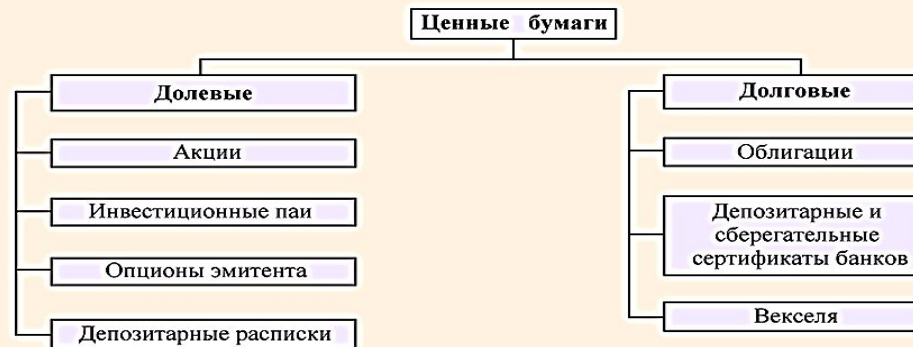 Ценные бумаги
Долевые
Акции
Инвестиционные паи
Опционы эмитента
Депозитарные расписки
Долговые
Облигации
Депозитарные и
сберегательные
сертификаты банков
Векселя